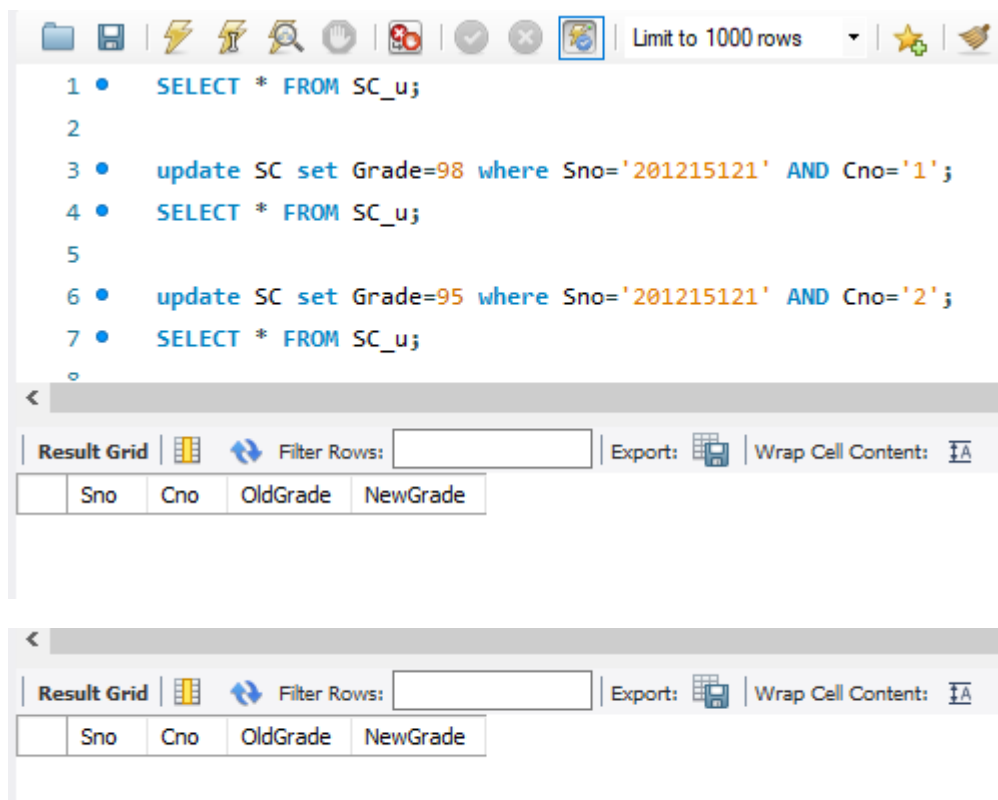 Limit to 1000 rows
1 SELECT * FROM SC_u;
2
3 update SC set Grade=98 where Sno='201215121' AND Cno='1';
4 SELECT * FROM SC_u;
5
6 update SC set Grade=95 where Sno='201215121' AND Cno='2';
7 SELECT * FROM SC_u;
Result Grid Filter Rows: Export: Wrap Cell Content: IA
Sno Cno OldGrade NewGrade
Result Grid Filter Rows: Export: Wrap Cell Content: IA
Sno Cno OldGrade NewGrade